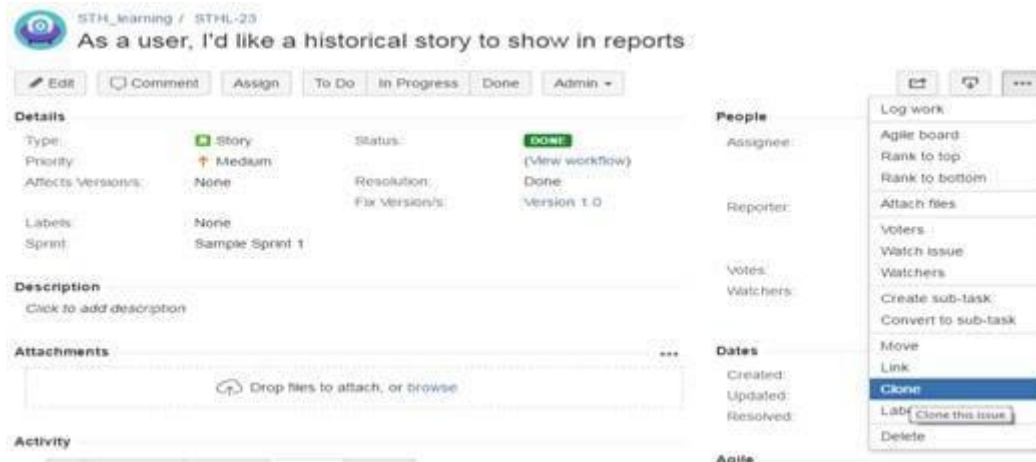 STH_learning / STHL-23
As a user, I'd like a historical story to show in reports
Edit Comment Assign To Do In Progress Done Admin
Details
Type: Story Status: DONE
Priority: Medium (View workflow)
Affects Version/s: None Resolution: Done
Fix Version/s: Version 1.0
Labels: None
Sprint: Sample Sprint 1
Description
Click to add description
Attachments
Drop files to attach, or browse
Activity
People
Assignee:
Reporter:
Votes:
Watchers:
Dates
Created:
Updated:
Resolved:
Agile
Log work
Agile board
Rank to top
Rank to bottom
Attach files
Voters
Watch issue
Watchers
Create sub-task
Convert to sub-task
Move
Link
Clone
Clone this issue
Delete